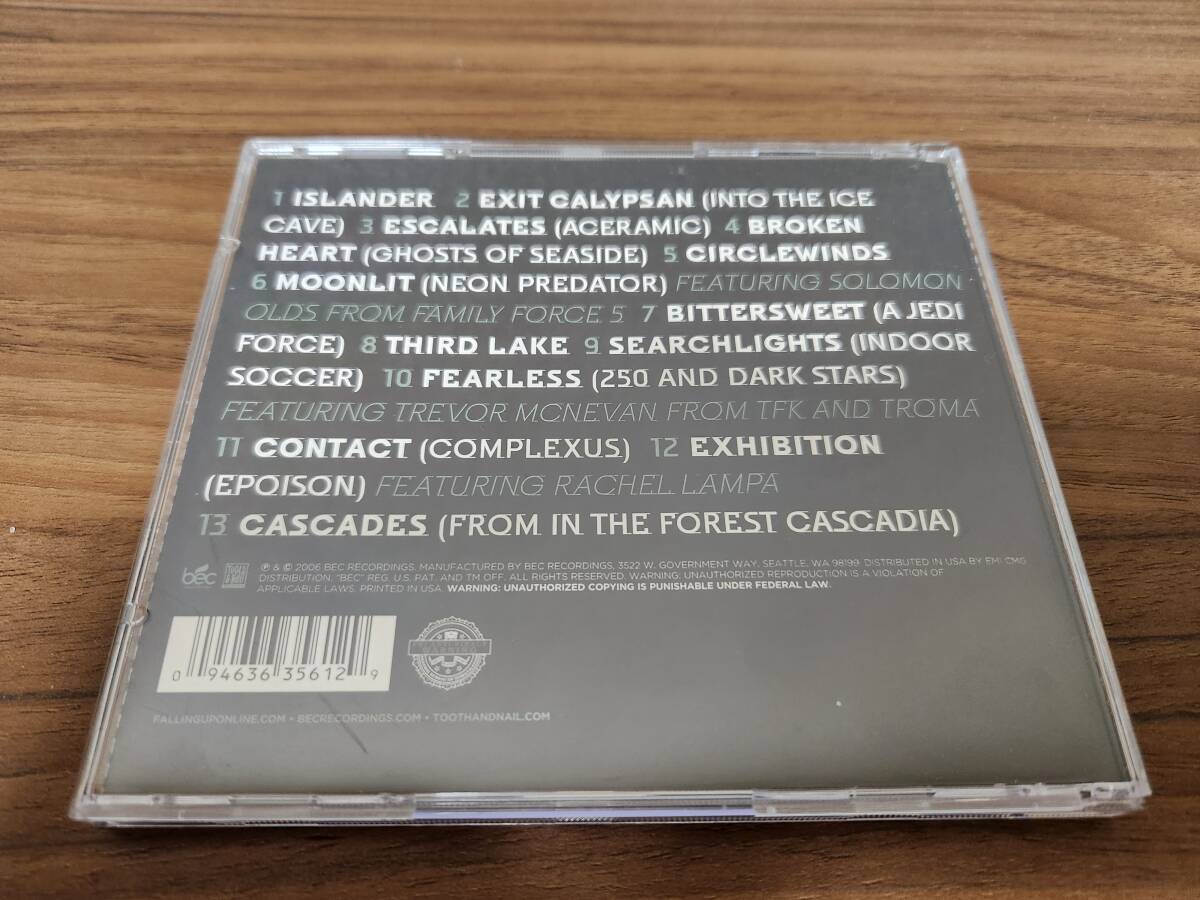 1 ISLANDER 2 EXIT CALYPSAN (INTO THE ICE
CAVE) 3 ESCALATES (ACERAMIC) 4 BROKEN
HEART (GHOSTS OF SEASIDE) 5 CIRCLEWINDS
6 MOONLIT (NEON PREDATOR) FEATURING SOLOMON
OLDS FROM FAMILY FORCE 5 7 BITTERSWEET (A JEDI
FORCE) 8 THIRD LAKE 9 SEARCHLIGHTS (INDOOR
SOCCER) 10 FEARLESS (250 AND DARK STARS)
FEATURING TREVOR MCNEVAN FROM TFK AND TROMA
11 CONTACT (COMPLEXUS) 12 EXHIBITION
(EPOISON) FEATURING RACHEL LAMPA
13 CASCADES (FROM IN THE FOREST CASCADIA)
bec
℗ & © 2006 BEC RECORDINGS. MANUFACTURED BY BEC RECORDINGS, 3522 W. GOVERNMENT WAY, SEATTLE, WA 98199. DISTRIBUTED IN USA BY EMI CMG
DISTRIBUTION. "BEC" REG. U.S. PAT. AND TM OFF. ALL RIGHTS RESERVED. WARNING: UNAUTHORIZED REPRODUCTION IS A VIOLATION OF
APPLICABLE LAWS. PRINTED IN USA. WARNING: UNAUTHORIZED COPYING IS PUNISHABLE UNDER FEDERAL LAW.
0 94636 35612 9
WARNING
FALLINGUPONLINE.COM • BECRECORDINGS.COM • TOOTHANDNAIL.COM